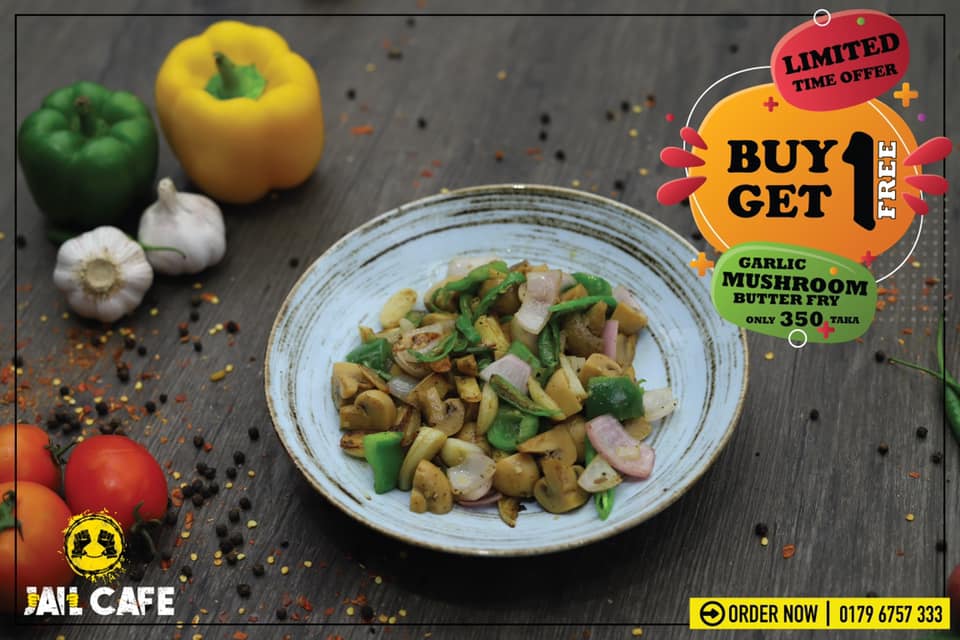 LIMITED
TIME OFFER
BUY 1
GET FREE
GARLIC
MUSHROOM
BUTTER FRY
ONLY 350 TAKA
JAIL CAFE
ORDER NOW | 0179 6757 333